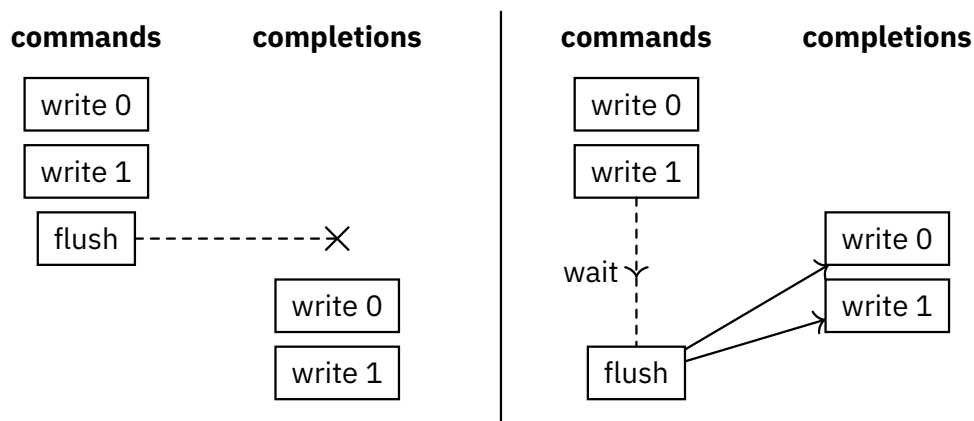 commands
completions
write 0
write 1
flush
write 0
write 1
commands
completions
write 0
write 1
wait
flush
write 0
write 1